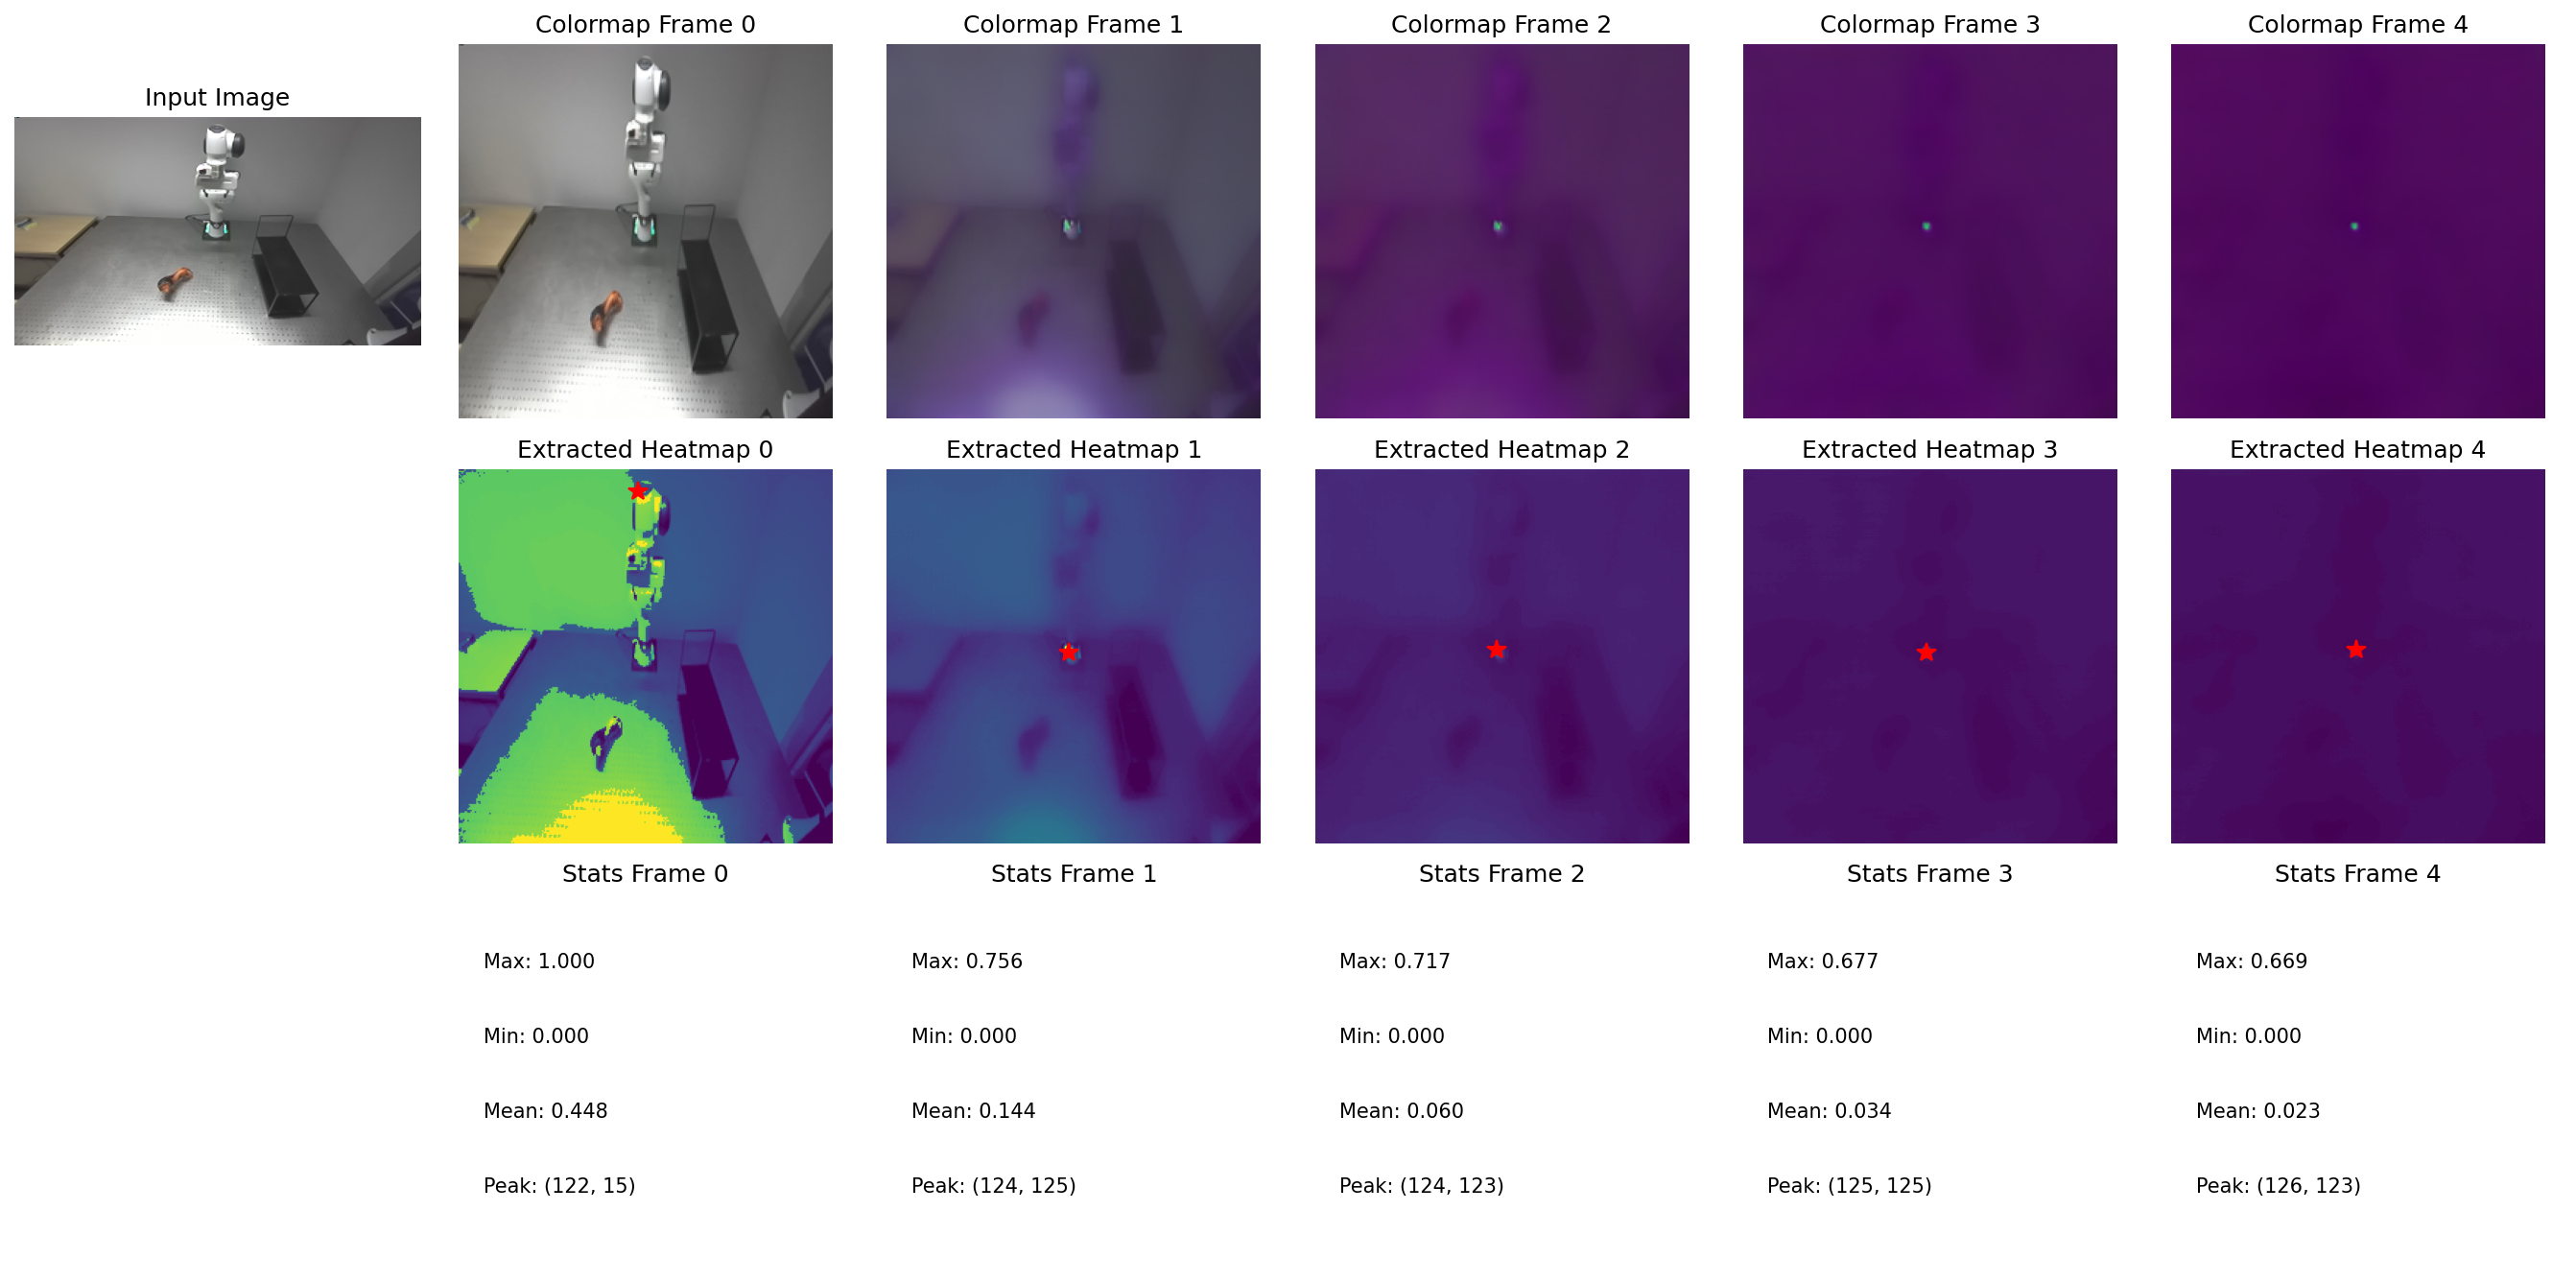 Input Image
Colormap Frame 0
Colormap Frame 1
Colormap Frame 2
Colormap Frame 3
Colormap Frame 4
Extracted Heatmap 0
Extracted Heatmap 1
Extracted Heatmap 2
Extracted Heatmap 3
Extracted Heatmap 4
Stats Frame 0
Stats Frame 1
Stats Frame 2
Stats Frame 3
Stats Frame 4
Max: 1.000
Max: 0.756
Max: 0.717
Max: 0.677
Max: 0.669
Min: 0.000
Min: 0.000
Min: 0.000
Min: 0.000
Min: 0.000
Mean: 0.448
Mean: 0.144
Mean: 0.060
Mean: 0.034
Mean: 0.023
Peak: (122, 15)
Peak: (124, 125)
Peak: (124, 123)
Peak: (125, 125)
Peak: (126, 123)